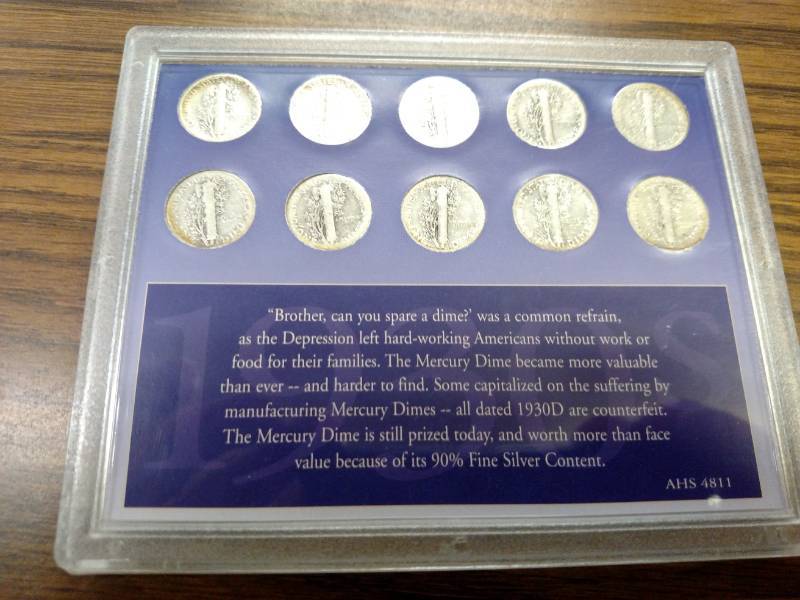 "Brother, can you spare a dime?' was a common refrain,
as the Depression left hard-working Americans without work or
food for their families. The Mercury Dime became more valuable
than ever -- and harder to find. Some capitalized on the suffering by
manufacturing Mercury Dimes -- all dated 1930D are counterfeit.
The Mercury Dime is still prized today, and worth more than face
value because of its 90% Fine Silver Content.
AHS 4811
1930s